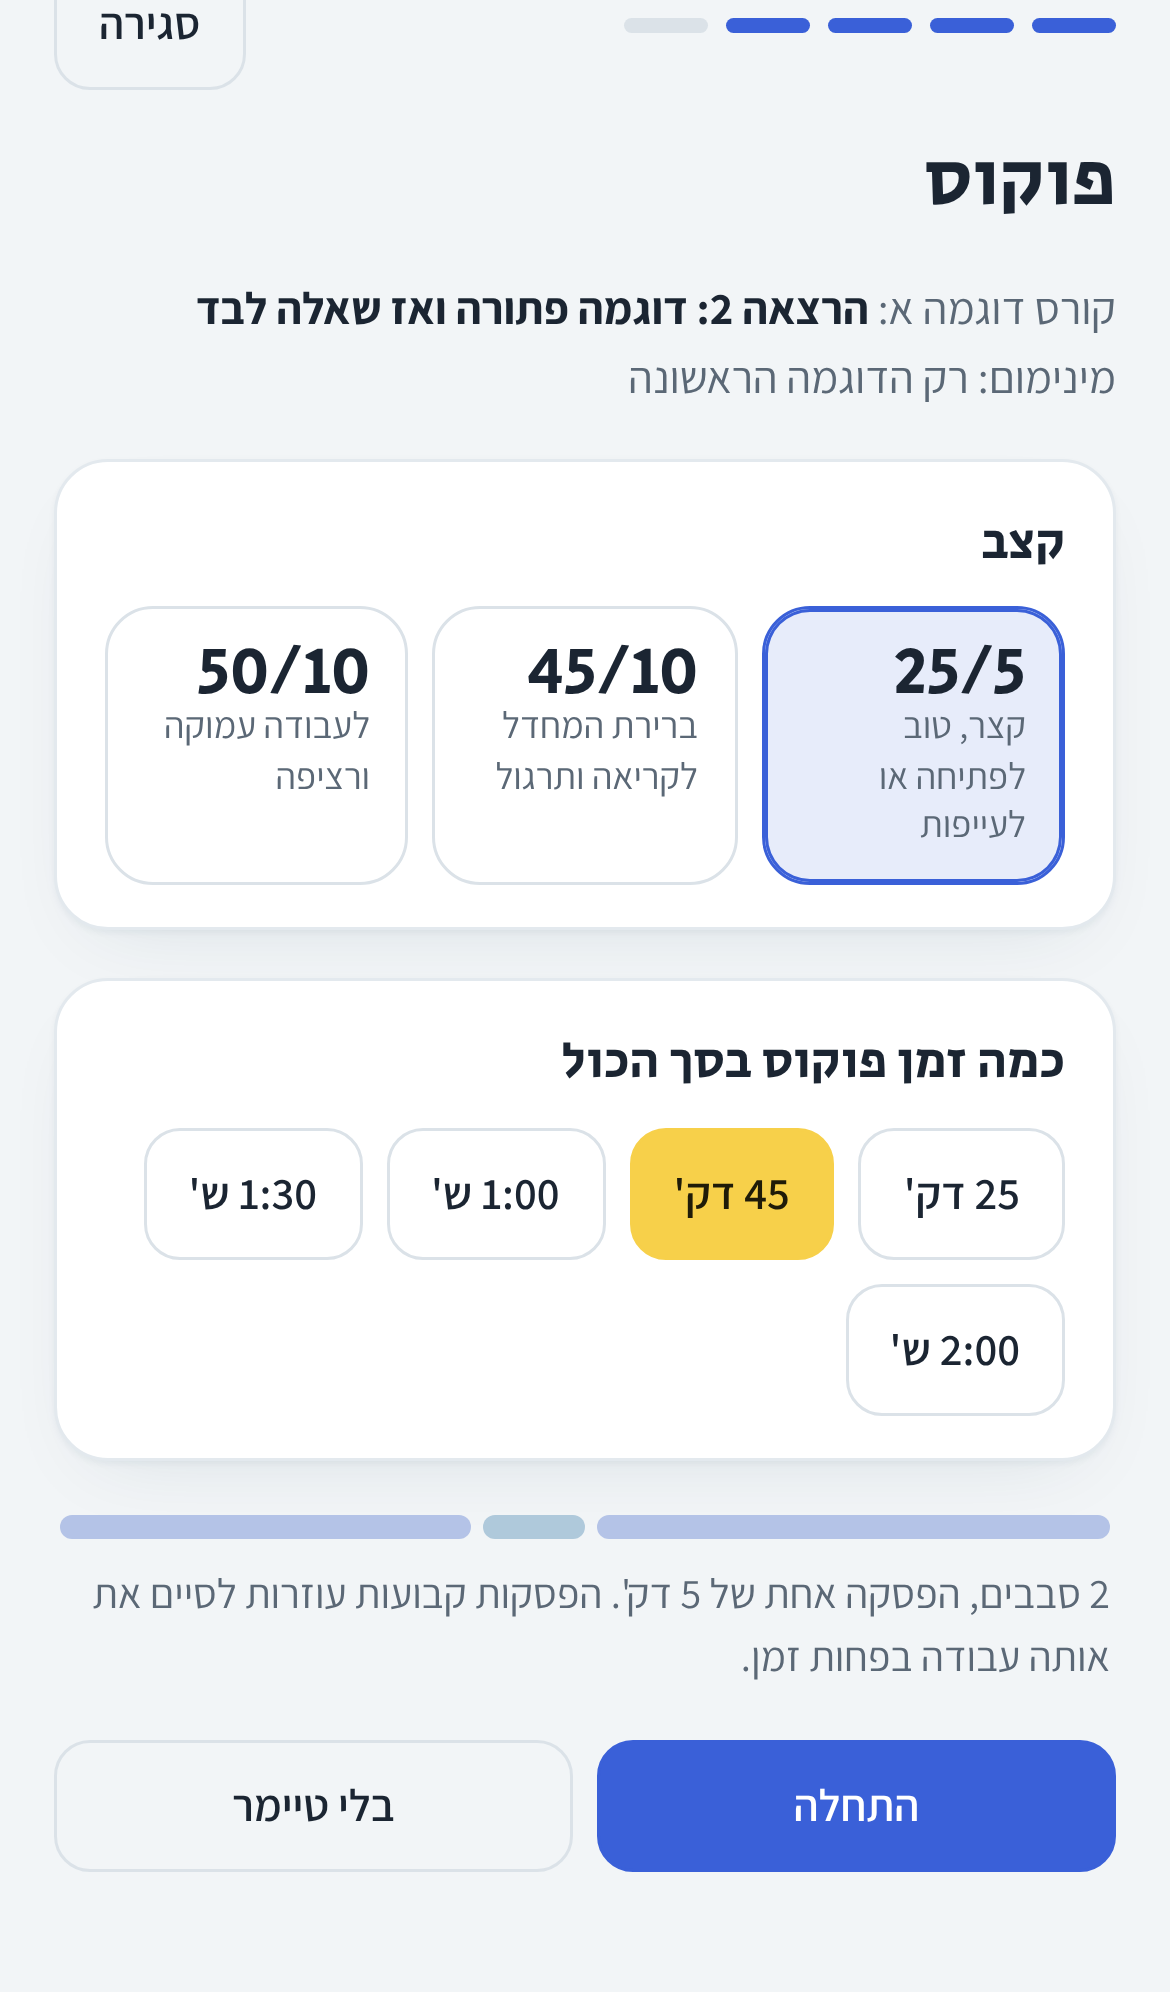 סגירה
פוקוס
קורס דוגמה א: הרצאה 2: דוגמה פתורה ואז שאלה לבד
מינימום: רק הדוגמה הראשונה
קצב
25/5
קצר, טוב
לפתיחה או
לעייפות
45/10
ברירת המחדל
לקריאה ותרגול
50/10
לעבודה עמוקה
ורציפה
כמה זמן פוקוס בסך הכול
25 דק'
45 דק'
1:00 ש'
1:30 ש'
2:00 ש'
2 סבבים, הפסקה אחת של 5 דק'. הפסקות קבועות עוזרות לסיים את
אותה עבודה בפחות זמן.
התחלה
בלי טיימר